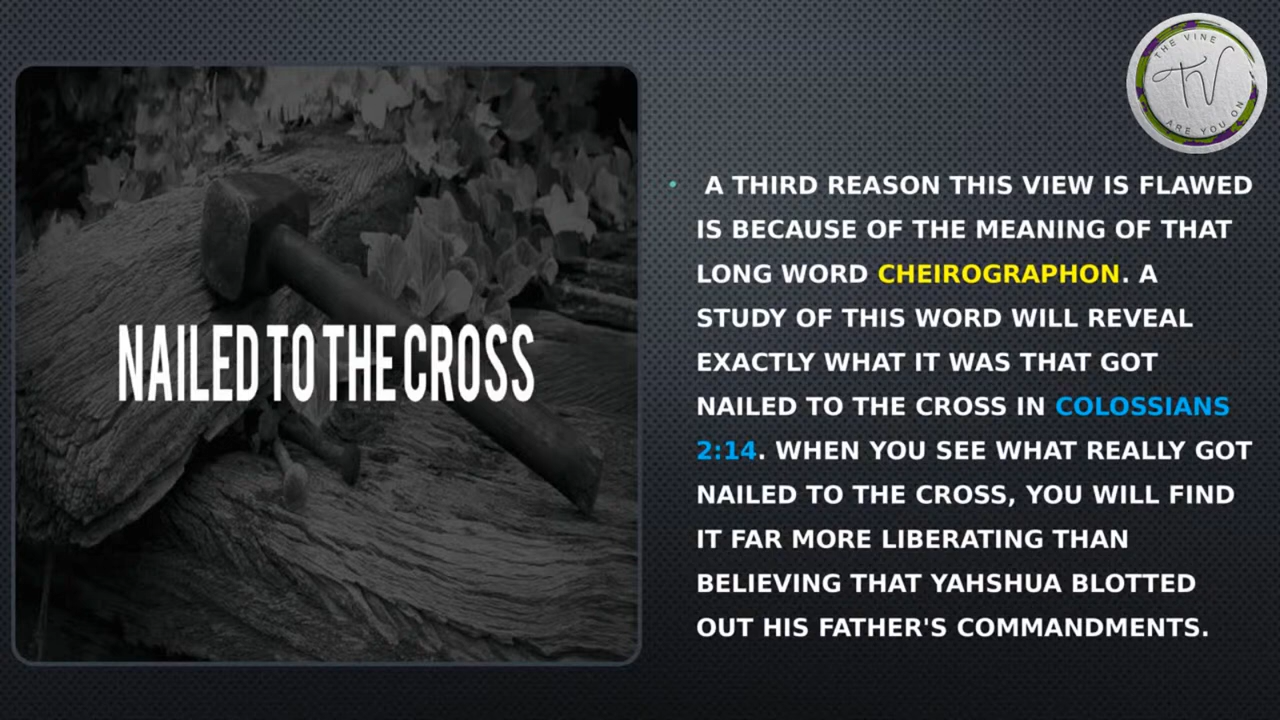 THE VINE
TV
ARE YOU ON
NAILED TO THE CROSS
• A THIRD REASON THIS VIEW IS FLAWED
IS BECAUSE OF THE MEANING OF THAT
LONG WORD CHEIROGRAPHON. A
STUDY OF THIS WORD WILL REVEAL
EXACTLY WHAT IT WAS THAT GOT
NAILED TO THE CROSS IN COLOSSIANS
2:14. WHEN YOU SEE WHAT REALLY GOT
NAILED TO THE CROSS, YOU WILL FIND
IT FAR MORE LIBERATING THAN
BELIEVING THAT YAHSHUA BLOTTED
OUT HIS FATHER'S COMMANDMENTS.